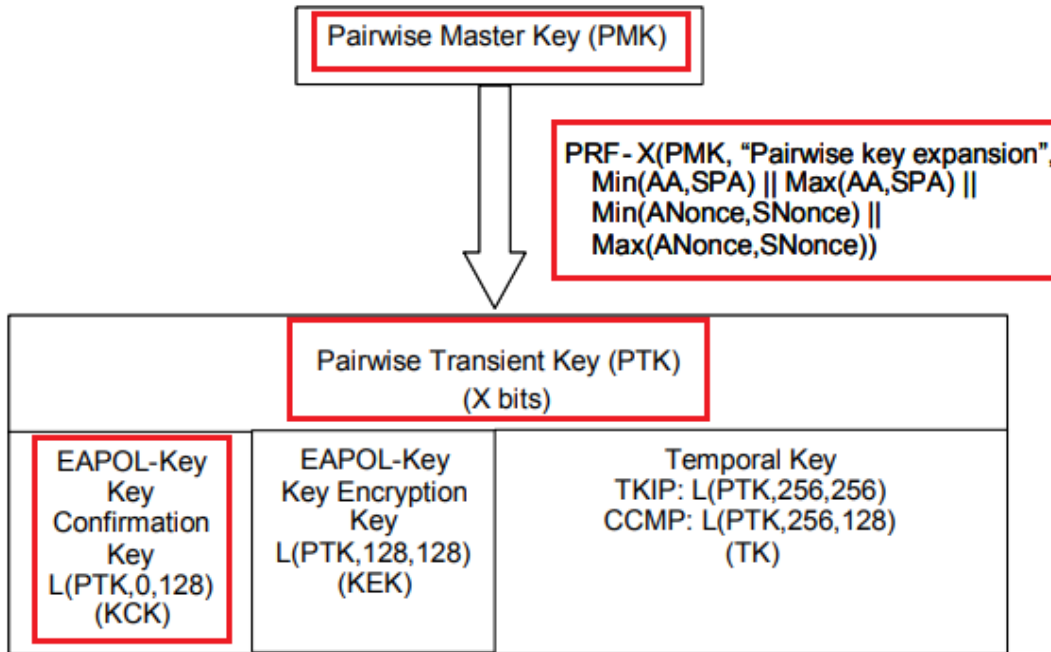 Pairwise Master Key (PMK)
PRF - X(PMK, “Pairwise key expansion”,
Min(AA,SPA) || Max(AA,SPA) ||
Min(ANonce,SNonce) ||
Max(ANonce,SNonce))
Pairwise Transient Key (PTK)
(X bits)
EAPOL-Key
Key
Confirmation
Key
L(PTK,0,128)
(KCK)
EAPOL-Key
Key Encryption
Key
L(PTK,128,128)
(KEK)
Temporal Key
TKIP: L(PTK,256,256)
CCMP: L(PTK,256,128)
(TK)